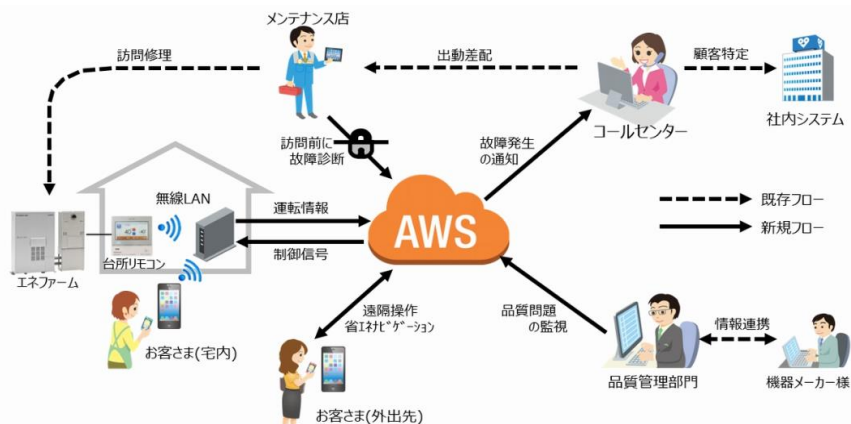 メンテナンス店
訪問修理
出動差配
顧客特定
コールセンター
社内システム
訪問前に
故障診断
故障発生
の通知
無線LAN
運転情報
AWS
既存フロー
新規フロー
台所リモコン
制御信号
エネファーム
遠隔操作
省エネナビゲーション
品質問題
の監視
情報連携
お客さま(宅内)
お客さま(外出先)
品質管理部門
機器メーカー様